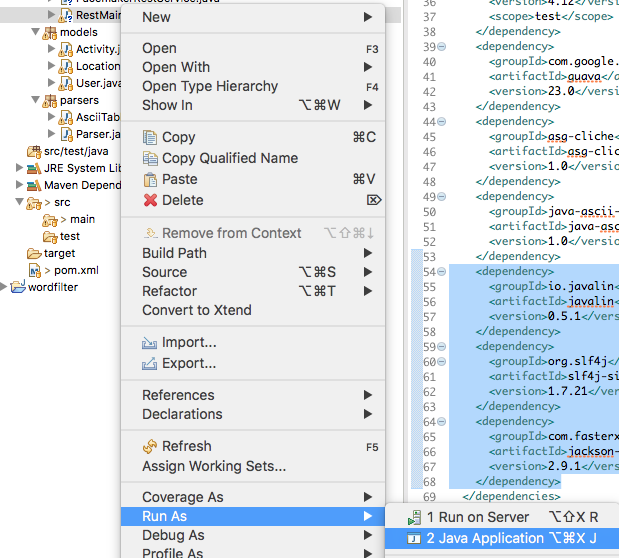 RestMain
models
Activity.j
Location
User.java
parsers
AsciiTab
Parser.ja
src/test/java
JRE System Lib
Maven Depend
> src
> main
test
target
> pom.xml
wordfilter
New
Open F3
Open With
Open Type Hierarchy F4
Show In ⌥⌘W
Copy ⌘C
Copy Qualified Name
Paste ⌘V
Delete ⌦
Remove from Context ⌥⇧⌘↓
Build Path
Source ⌥⌘S
Refactor ⌥⌘T
Convert to Xtend
Import...
Export...
References
Declarations
Refresh F5
Assign Working Sets...
Coverage As
Run As
Debug As
Profile As
1 Run on Server ⌥⇧X R
2 Java Application ⌥⌘X J
36 <version>4.12</vers
37 <scope>test</scope>
38 </dependency>
39 <dependency>
40 <groupId>com.google.
41 <artifactId>guava</a
42 <version>23.0</versi
43 </dependency>
44 <dependency>
45 <groupId>asg-cliche<
46 <artifactId>asg-clic
47 <version>1.0</versio
48 </dependency>
49 <dependency>
50 <groupId>java-ascii-
51 <artifactId>java-asc
52 <version>1.0</versio
53 </dependency>
54 <dependency>
55 <groupId>io.javalin<
56 <artifactId>javalin<
57 <version>0.5.1</vers
58 </dependency>
59 <dependency>
60 <groupId>org.slf4j</
61 <artifactId>slf4j-si
62 <version>1.7.21</ver
63 </dependency>
64 <dependency>
65 <groupId>com.fasterx
66 <artifactId>jackson-
67 <version>2.9.1</vers
68 </dependency>
69 </dependencies>